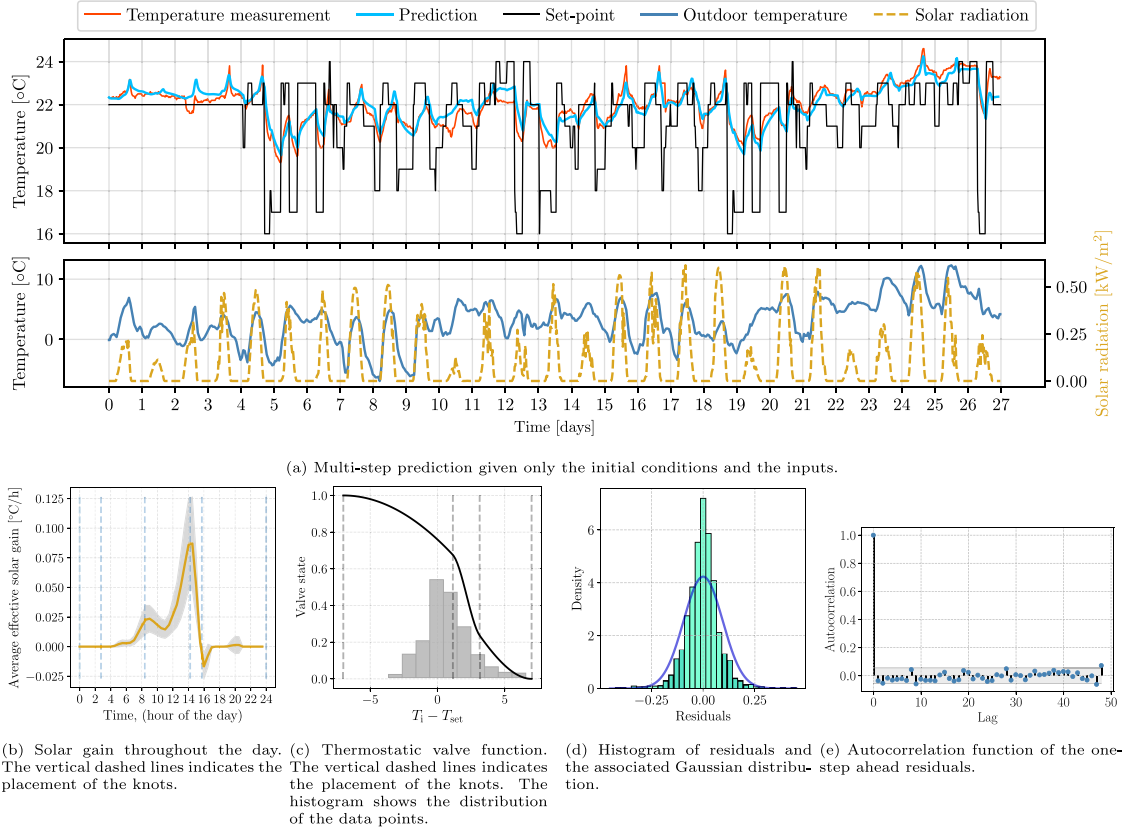 Temperature measurement Prediction Set-point Outdoor temperature Solar radiation
Temperature [∘C]
24
22
20
18
16
Temperature [∘C]
10
0
Solar radiation [kW/m²]
0.50
0.25
0.00
0 1 2 3 4 5 6 7 8 9 10 11 12 13 14 15 16 17 18 19 20 21 22 23 24 25 26 27
Time [days]
(a) Multi-step prediction given only the initial conditions and the inputs.
Average effective solar gain [°C/h]
0.125
0.100
0.075
0.050
0.025
0.000
−0.025
0 2 4 6 8 10 12 14 16 18 20 22 24
Time, (hour of the day)
(b) Solar gain throughout the day.
The vertical dashed lines indicates the
placement of the knots.
Valve state
1.0
0.8
0.6
0.4
0.2
0.0
−5 0 5
Tᵢ − Tset
(c) Thermostatic valve function.
The vertical dashed lines indicates
the placement of the knots. The
histogram shows the distribution
of the data points.
Density
6
4
2
0
−0.25 0.00 0.25
Residuals
(d) Histogram of residuals and
the associated Gaussian distribu-
tion.
Autocorrelation
1.0
0.8
0.6
0.4
0.2
0.0
0 10 20 30 40 50
Lag
(e) Autocorrelation function of the one-
step ahead residuals.